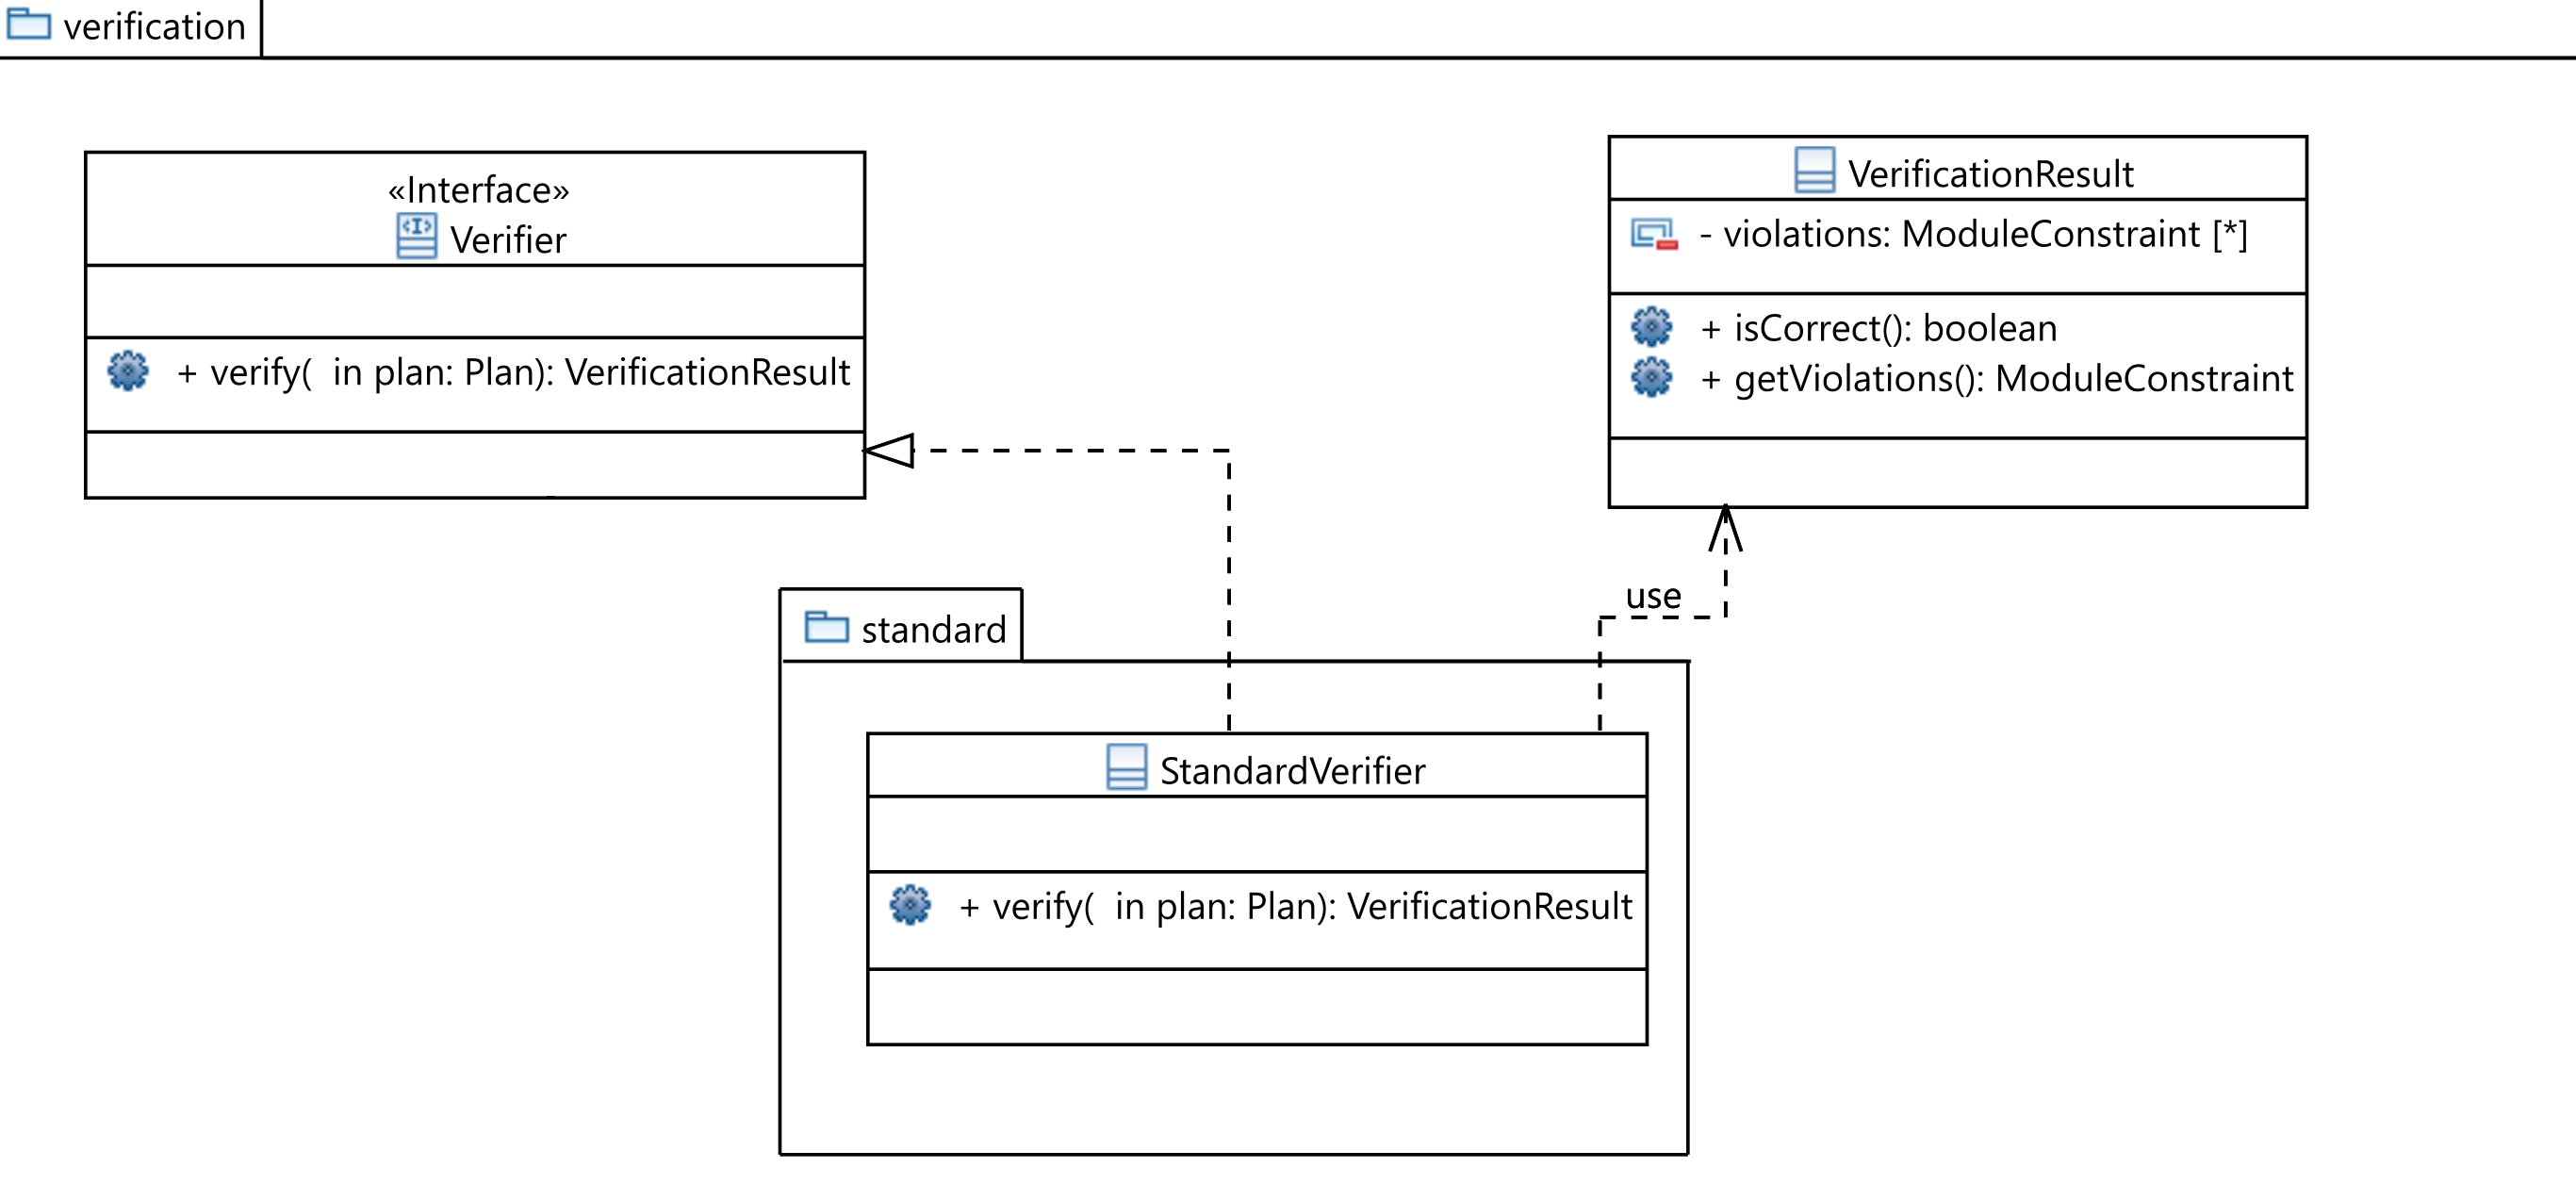 verification
«Interface»
Verifier
+ verify(  in plan: Plan): VerificationResult
VerificationResult
- violations: ModuleConstraint [*]
+ isCorrect(): boolean
+ getViolations(): ModuleConstraint
use
standard
StandardVerifier
+ verify(  in plan: Plan): VerificationResult